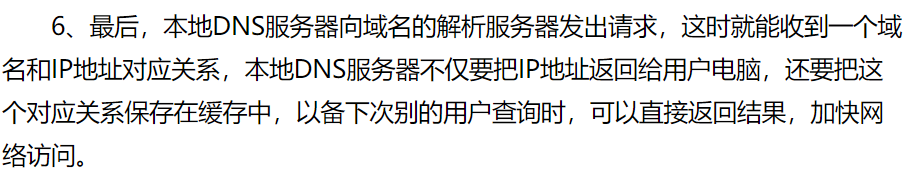 6、最后，本地DNS服务器向域名的解析服务器发出请求，这时就能收到一个域
名和IP地址对应关系，本地DNS服务器不仅要把IP地址返回给用户电脑，还要把这
个对应关系保存在缓存中，以备下次别的用户查询时，可以直接返回结果，加快网
络访问。